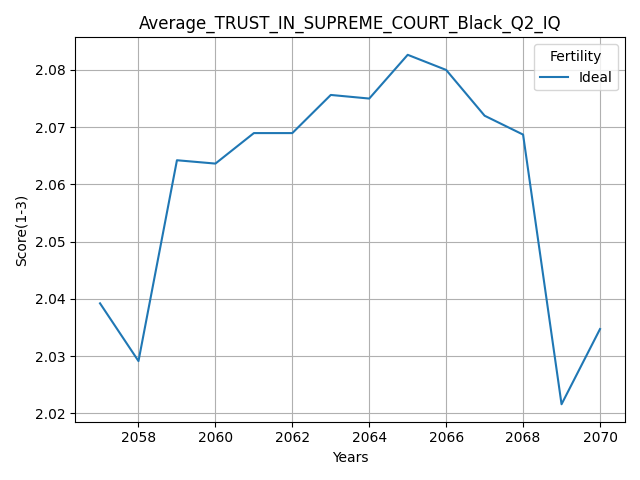 Average_TRUST_IN_SUPREME_COURT_Black_Q2_IQ
Fertility
Ideal
Score(1-3)
2.08
2.07
2.06
2.05
2.04
2.03
2.02
2058 2060 2062 2064 2066 2068 2070
Years